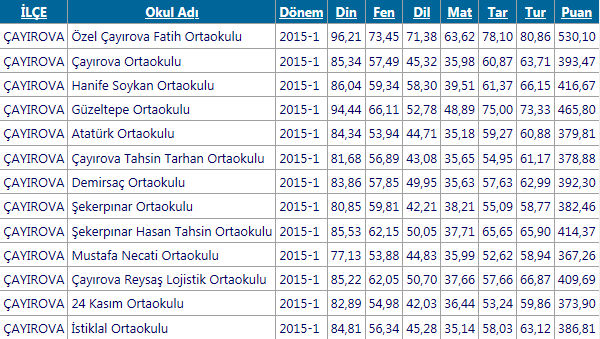 İLÇE Okul Adı Dönem Din Fen Dil Mat Tar Tur Puan
ÇAYIROVA Özel Çayırova Fatih Ortaokulu 2015-1 96,21 73,45 71,38 63,62 78,10 80,86 530,10
ÇAYIROVA Çayırova Ortaokulu 2015-1 85,34 57,49 45,32 35,98 60,87 63,71 393,47
ÇAYIROVA Hanife Soykan Ortaokulu 2015-1 86,04 59,34 58,30 39,51 61,37 66,15 416,67
ÇAYIROVA Güzeltepe Ortaokulu 2015-1 94,44 66,11 52,78 48,89 75,00 73,33 465,80
ÇAYIROVA Atatürk Ortaokulu 2015-1 84,34 53,94 44,71 35,18 59,27 60,88 379,81
ÇAYIROVA Çayırova Tahsin Tarhan Ortaokulu 2015-1 81,68 56,89 43,08 35,65 54,95 61,17 378,88
ÇAYIROVA Demirsaç Ortaokulu 2015-1 83,86 57,85 49,95 35,63 57,63 62,99 392,30
ÇAYIROVA Şekerpınar Ortaokulu 2015-1 80,85 59,81 42,21 38,21 55,09 58,77 382,46
ÇAYIROVA Şekerpınar Hasan Tahsin Ortaokulu 2015-1 85,53 62,15 50,05 37,71 65,65 65,90 414,37
ÇAYIROVA Mustafa Necati Ortaokulu 2015-1 77,13 53,88 44,83 35,99 52,62 58,94 367,26
ÇAYIROVA Çayırova Reysaş Lojistik Ortaokulu 2015-1 85,22 62,05 50,70 37,66 57,66 66,87 409,69
ÇAYIROVA 24 Kasım Ortaokulu 2015-1 82,89 54,98 42,03 36,44 53,24 59,86 373,90
ÇAYIROVA İstiklal Ortaokulu 2015-1 84,81 56,34 45,28 35,14 58,03 63,12 386,81